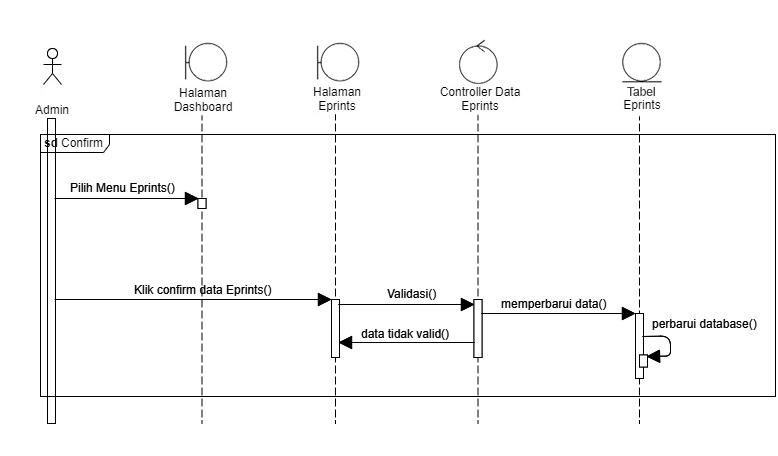 Admin
Halaman
Dashboard
Halaman
Eprints
Controller Data
Eprints
Tabel
Eprints
sd Confirm
Pilih Menu Eprints()
Klik confirm data Eprints()
Validasi()
memperbarui data()
data tidak valid()
perbarui database()